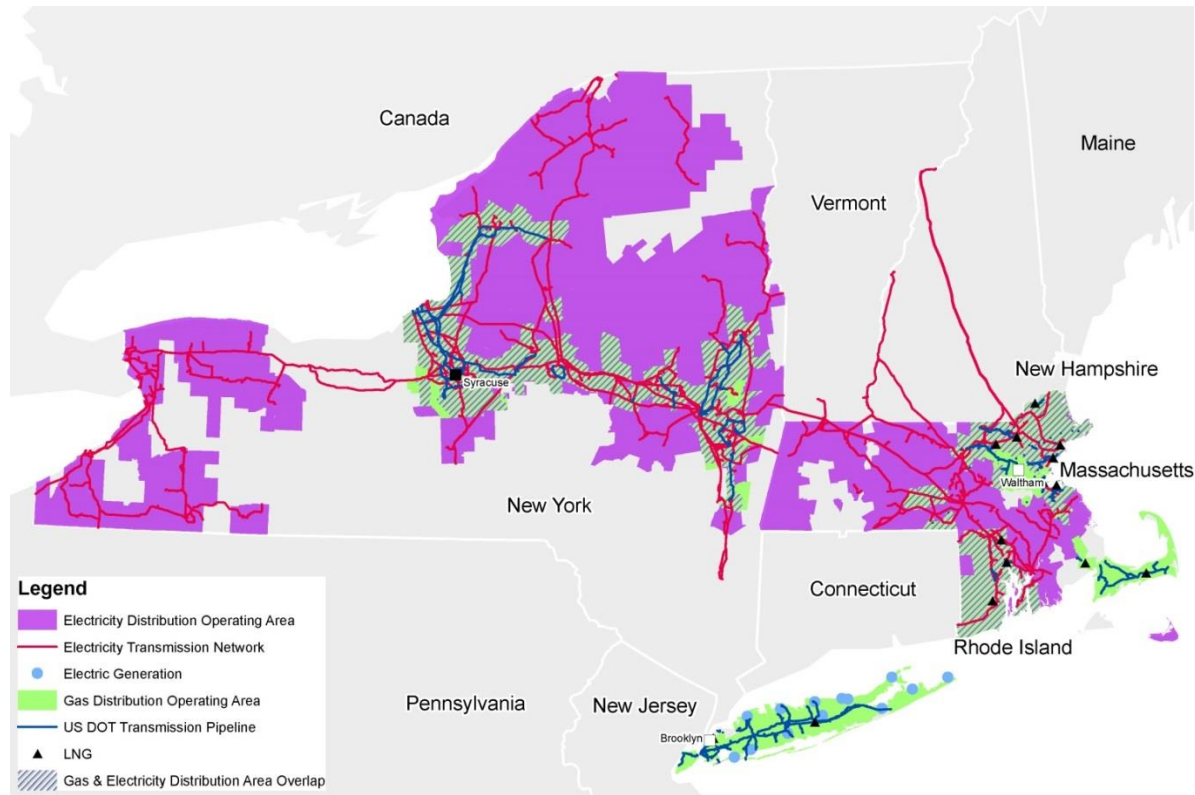 Canada
Maine
Vermont
New Hampshire
Syracuse
Massachusetts
Waltham
New York
Connecticut
Rhode Island
Pennsylvania
New Jersey
Brooklyn
Legend
Electricity Distribution Operating Area
Electricity Transmission Network
Electric Generation
Gas Distribution Operating Area
US DOT Transmission Pipeline
LNG
Gas & Electricity Distribution Area Overlap